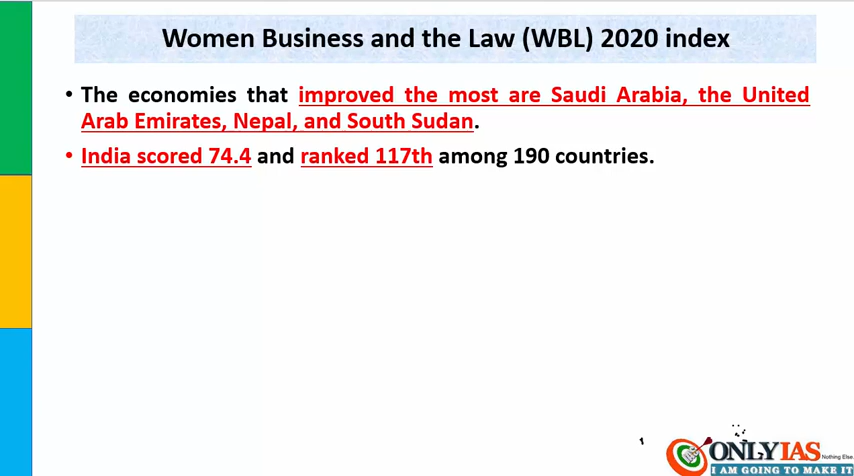 Women Business and the Law (WBL) 2020 index
• The economies that improved the most are Saudi Arabia, the United
Arab Emirates, Nepal, and South Sudan.
• India scored 74.4 and ranked 117th among 190 countries.
ONLYIAS
Nothing Else.
I AM GOING TO MAKE IT